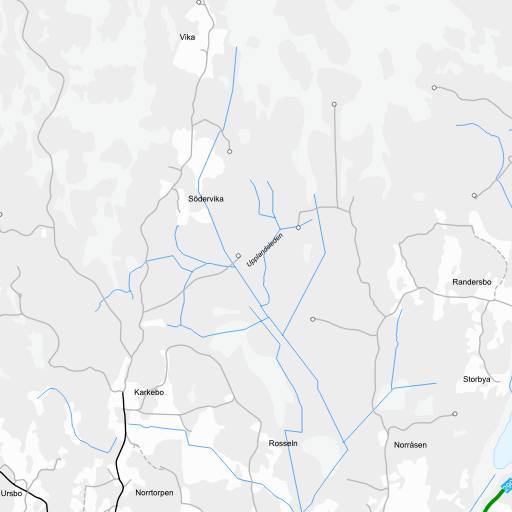 Vika
Södervika
Upplandsleden
Randersbo
Storbya
Karkebo
Rosseln
Norråsen
Ursbo
Norrtorpen